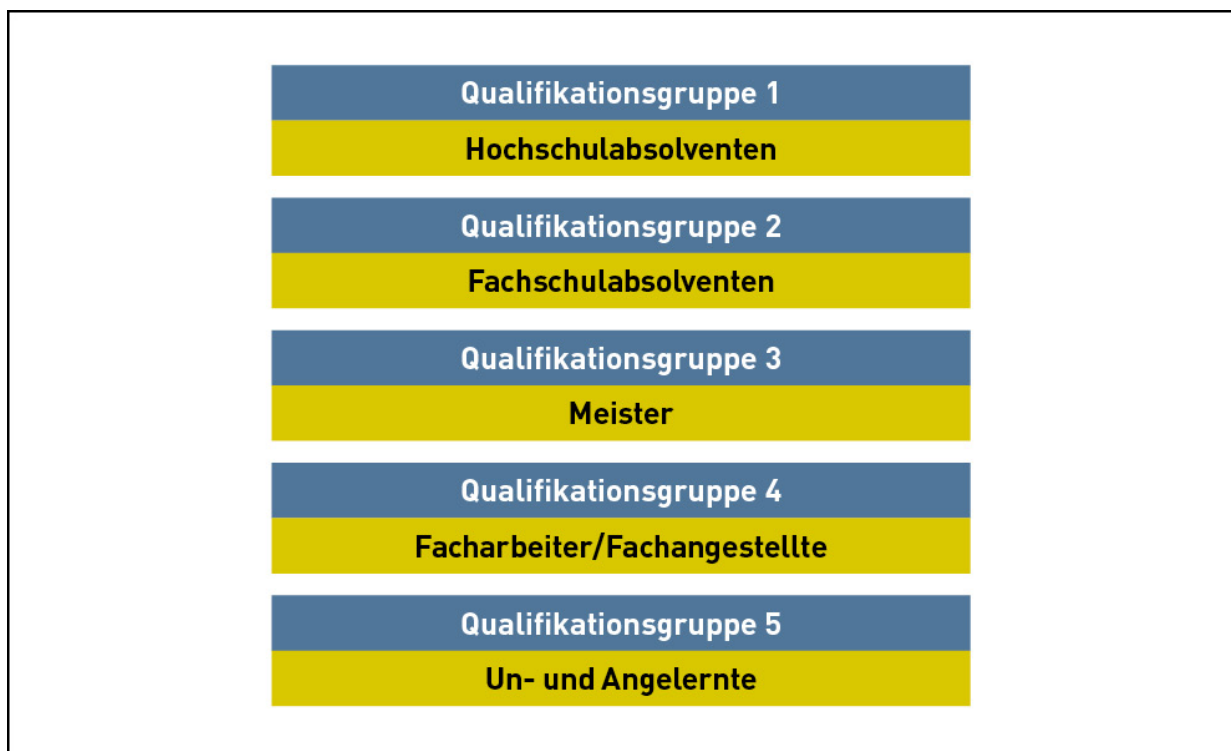 Qualifikationsgruppe 1
Hochschulabsolventen
Qualifikationsgruppe 2
Fachschulabsolventen
Qualifikationsgruppe 3
Meister
Qualifikationsgruppe 4
Facharbeiter/Fachangestellte
Qualifikationsgruppe 5
Un- und Angelernte